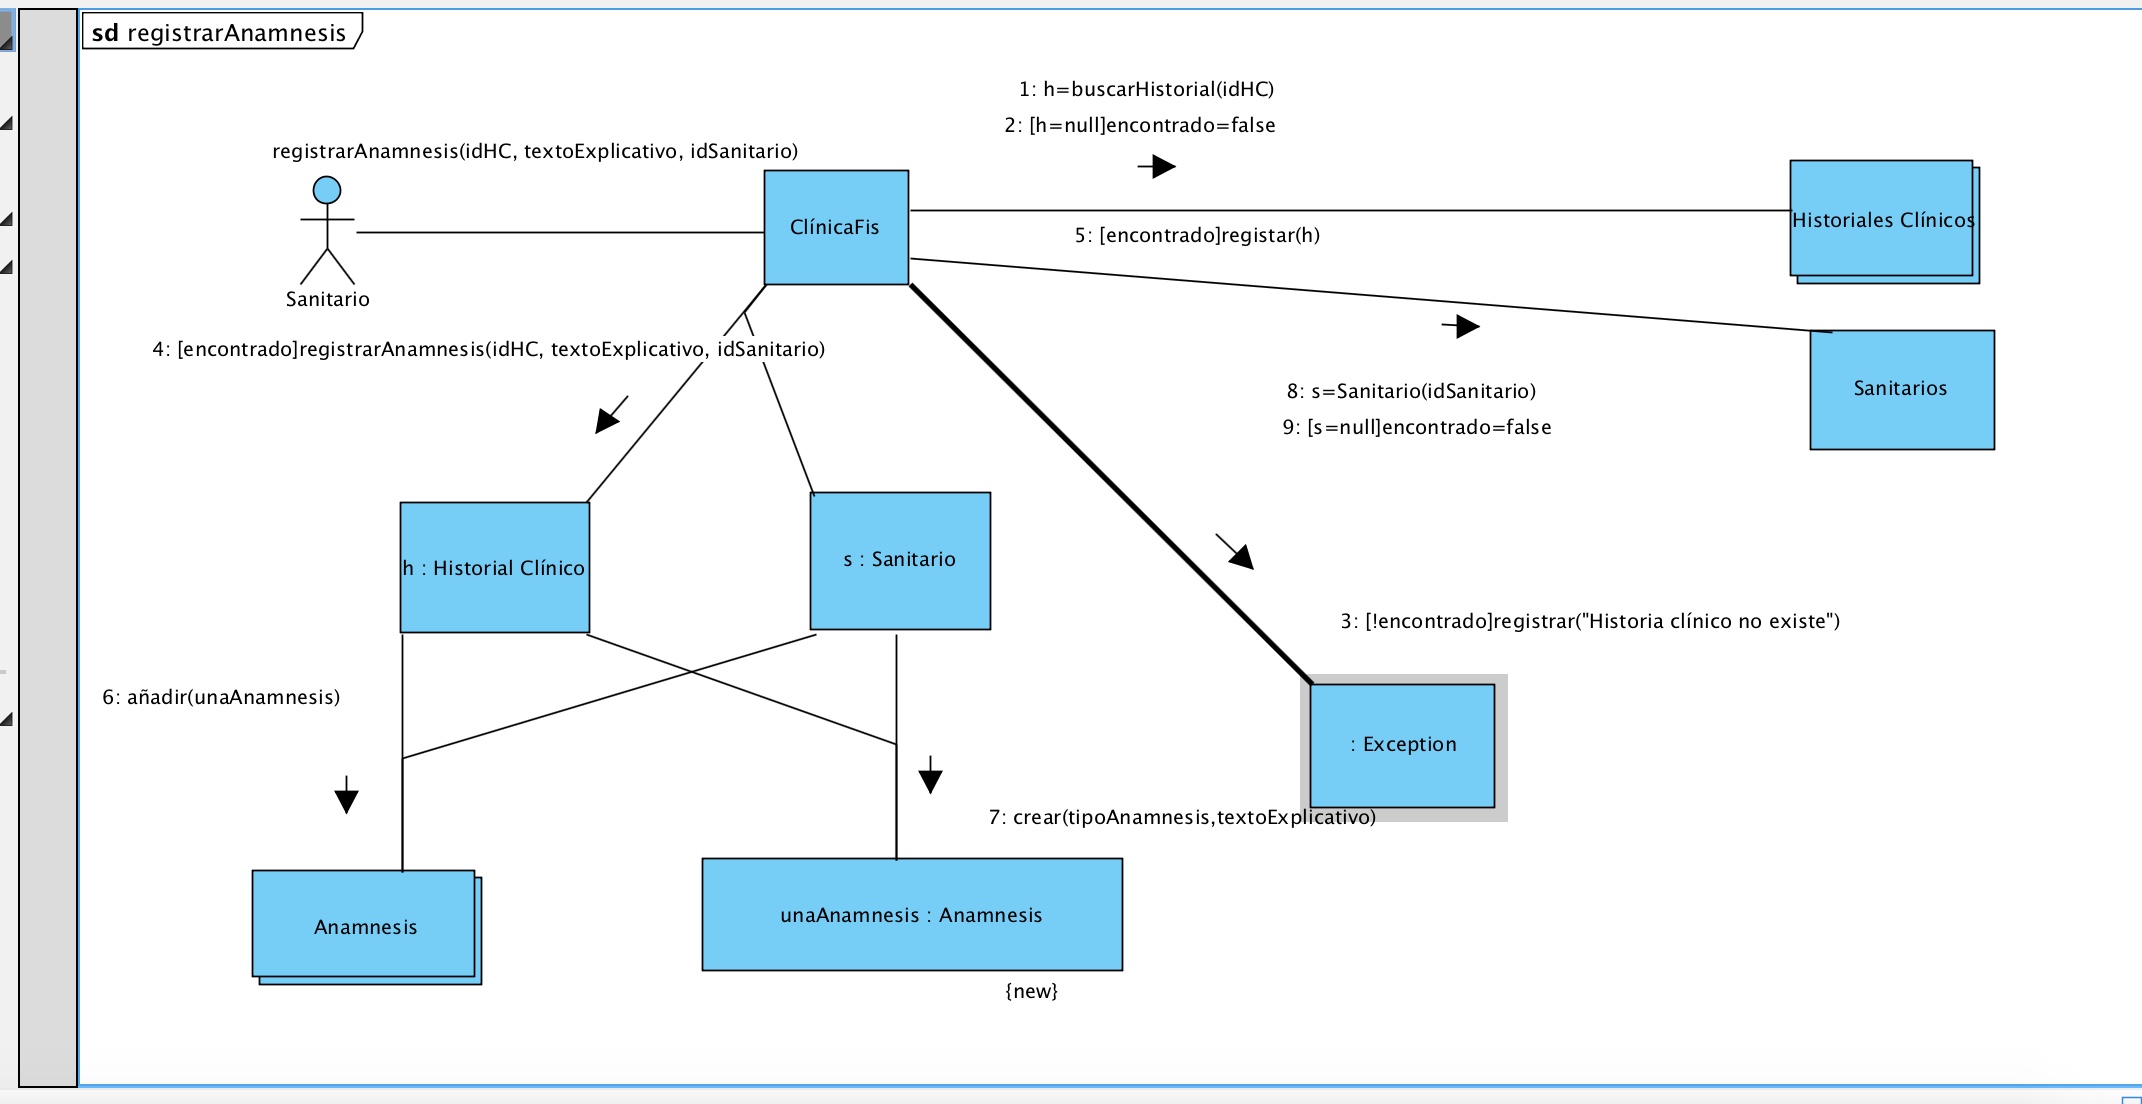 sd registrarAnamnesis
1: h=buscarHistorial(idHC)
2: [h=null]encontrado=false
registrarAnamnesis(idHC, textoExplicativo, idSanitario)
ClínicaFis
Historiales Clínicos
5: [encontrado]registar(h)
Sanitario
4: [encontrado]registrarAnamnesis(idHC, textoExplicativo, idSanitario)
8: s=Sanitario(idSanitario)
9: [s=null]encontrado=false
Sanitarios
h : Historial Clínico
s : Sanitario
3: [!encontrado]registrar("Historia clínico no existe")
6: añadir(unaAnamnesis)
: Exception
7: crear(tipoAnamnesis,textoExplicativo)
Anamnesis
unaAnamnesis : Anamnesis
{new}